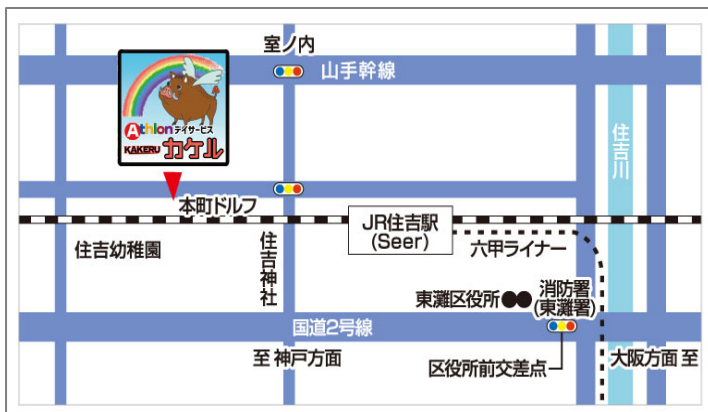 室ノ内
山手幹線
Athlon デイサービス
KAKERU カケル
住吉川
本町ドルフ
JR住吉駅
(Seer)
住吉幼稚園
住吉神社
六甲ライナー
東灘区役所
消防署
(東灘署)
国道2号線
至 神戸方面
区役所前交差点
大阪方面 至